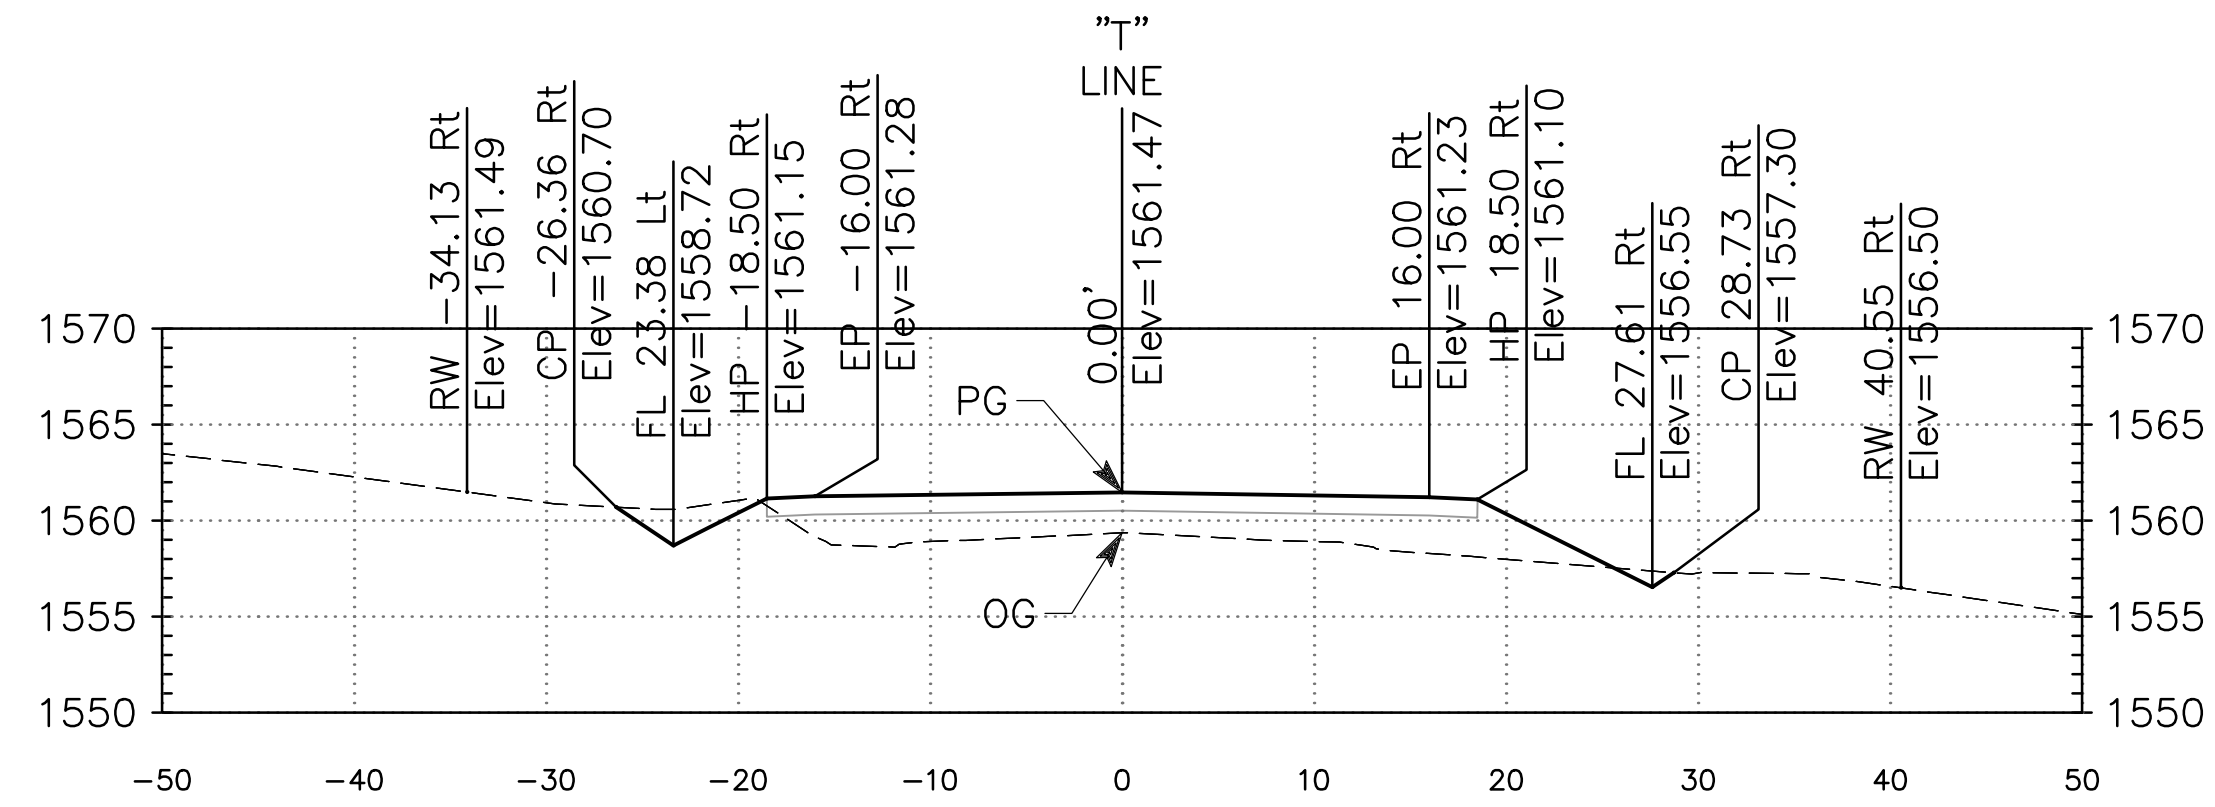 "T"
LINE
RW -34.13 Rt
Elev=1561.49
CP -26.36 Rt
Elev=1560.70
FL 23.38 Lt
Elev=1558.72
HP -18.50 Rt
Elev=1561.15
EP -16.00 Rt
Elev=1561.28
0.00'
Elev=1561.47
EP 16.00 Rt
Elev=1561.23
HP 18.50 Rt
Elev=1561.10
FL 27.61 Rt
Elev=1556.55
CP 28.73 Rt
Elev=1557.30
RW 40.55 Rt
Elev=1556.50
1570 1570
PG
1565 1565
1560 1560
OG
1555 1555
1550 1550
-50 -40 -30 -20 -10 0 10 20 30 40 50